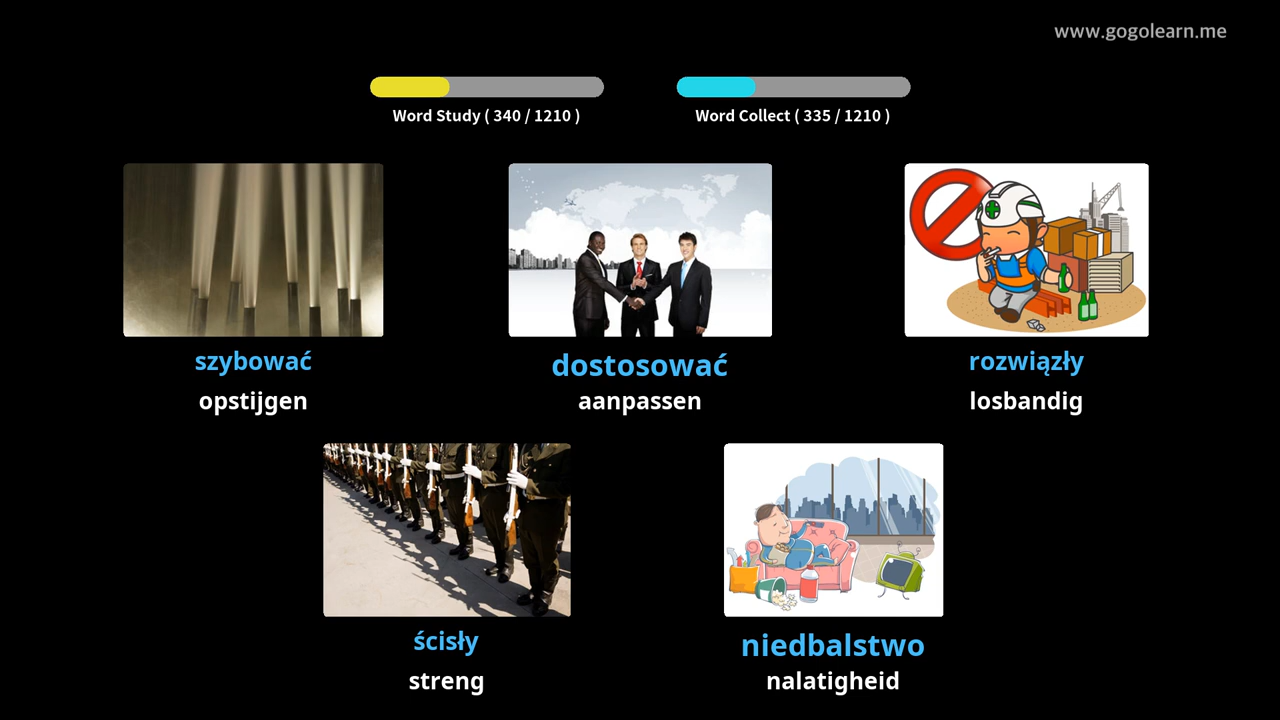 www.gogolearn.me
Word Study ( 340 / 1210 )
Word Collect ( 335 / 1210 )
szybować
opstijgen
dostosować
aanpassen
rozwiązły
losbandig
ścisły
streng
niedbalstwo
nalatigheid